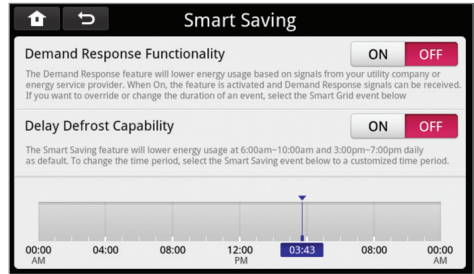 Smart Saving
Demand Response Functionality
ON OFF
The Demand Response feature will lower energy usage based on signals from your utility company or
energy service provider. When On, the feature is activated and Demand Response signals can be received.
If you want to override or change the duration of an event, select the Smart Grid event below
Delay Defrost Capability
ON OFF
The Smart Saving feature will lower energy usage at 6:00am~10:00am and 3:00pm~7:00pm daily
as default. To change the time period, select the Smart Saving event below to a customized time period.
00:00 04:00 08:00 12:00 03:43 08:00 00:00
AM PM AM